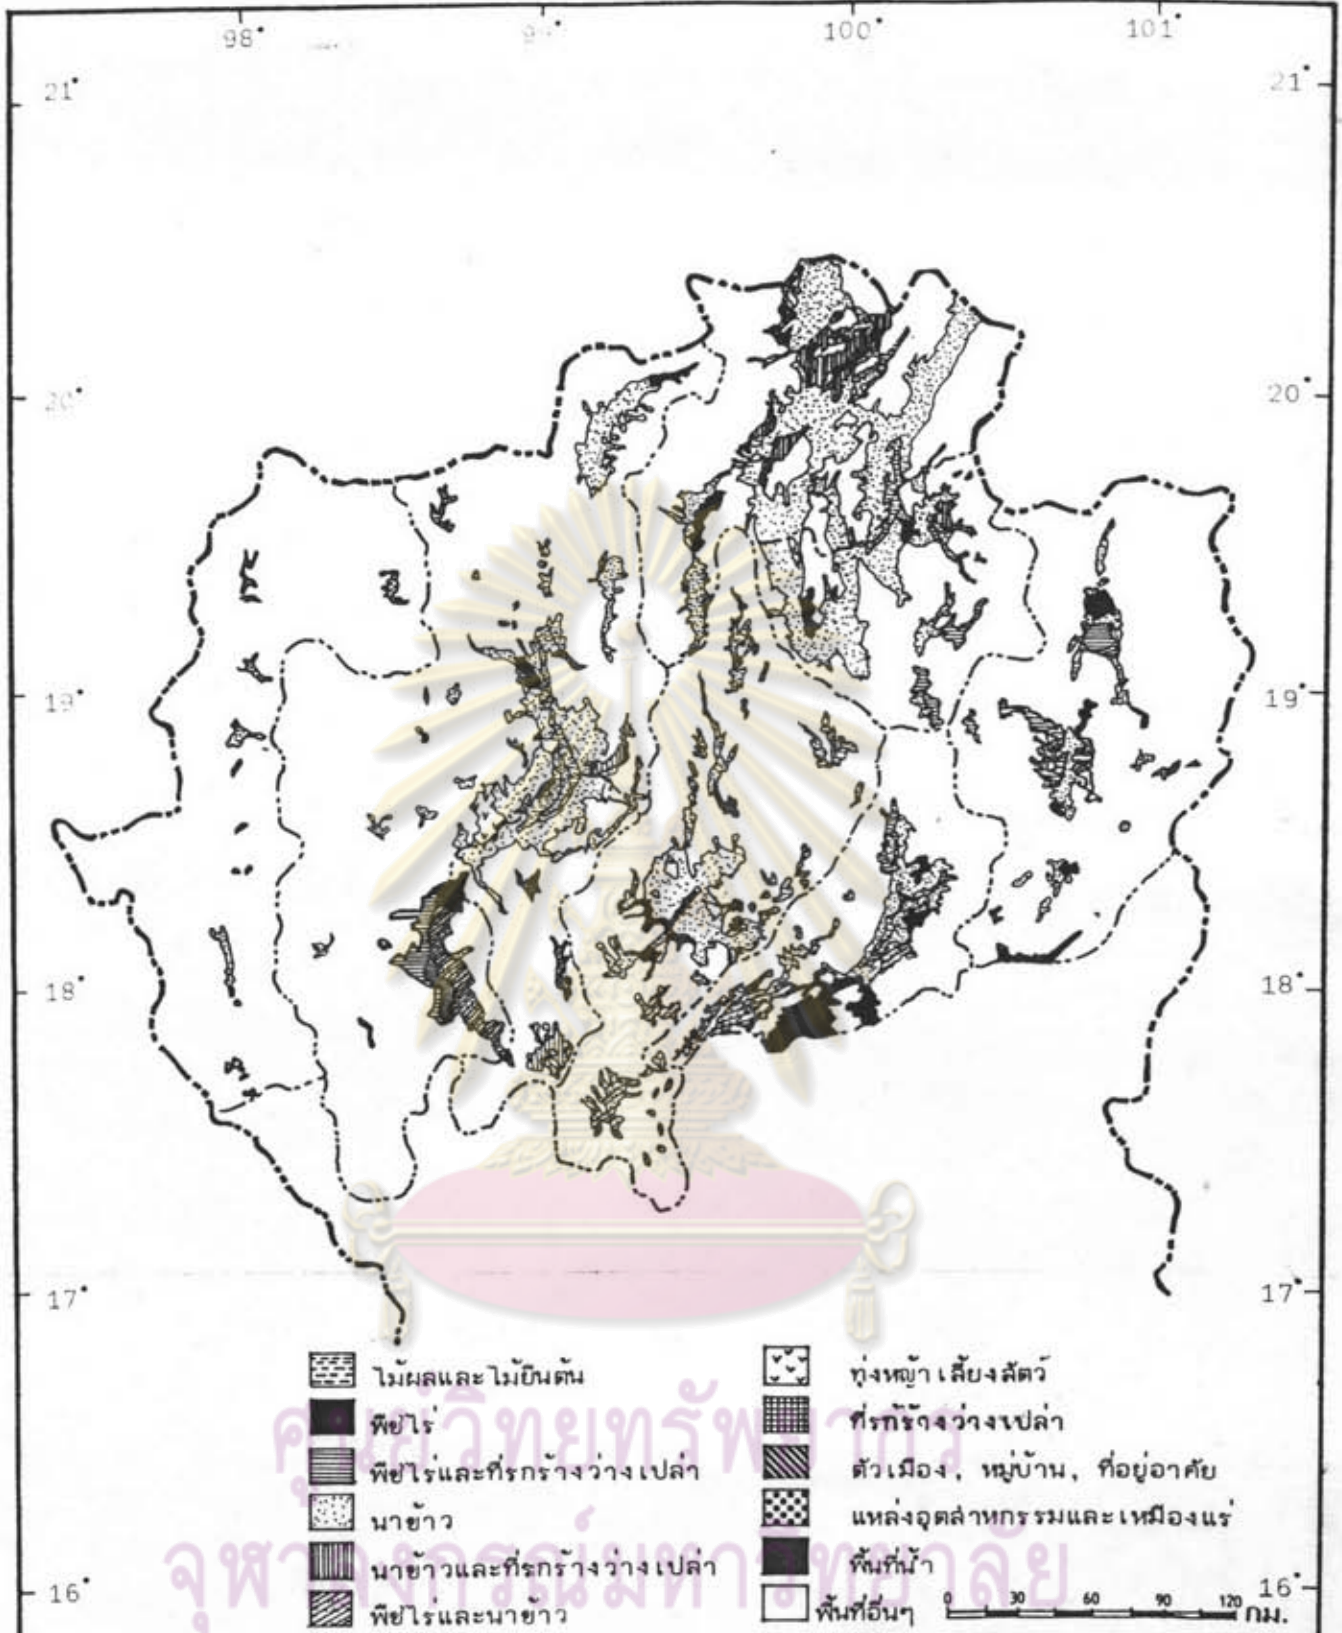 98° 100° 101°
21° 21°
20° 20°
19° 19°
18° 18°
17° 17°
ไม้ผลและไม้ยืนต้น
พืชไร่
พืชไร่และที่รกร้างว่างเปล่า
นาข้าว
นาข้าวและที่รกร้างว่างเปล่า
พืชไร่และนาข้าว
ทุ่งหญ้าเลี้ยงสัตว์
ที่รกร้างว่างเปล่า
ตัวเมือง, หมู่บ้าน, ที่อยู่อาศัย
แหล่งอุตสาหกรรมและเหมืองแร่
พื้นที่น้ำ
พื้นที่อื่นๆ
16° 16°
0 30 60 90 120 กม.
ศูนย์วิทยทรัพยากร
จุฬาลงกรณ์มหาวิทยาลัย